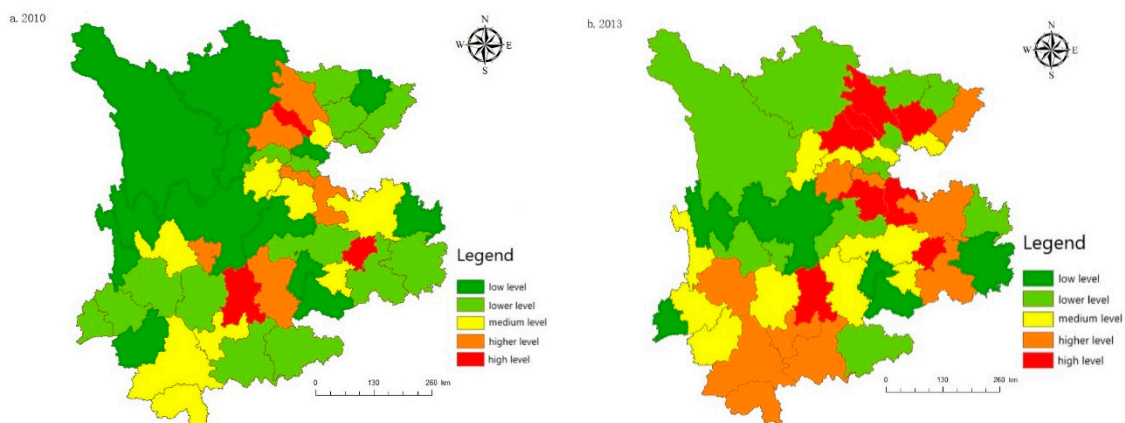 a. 2010
N
W E
S
Legend
low level
lower level
medium level
higher level
high level
0 130 260 km
b. 2013
N
W E
S
Legend
low level
lower level
medium level
higher level
high level
0 130 260 km